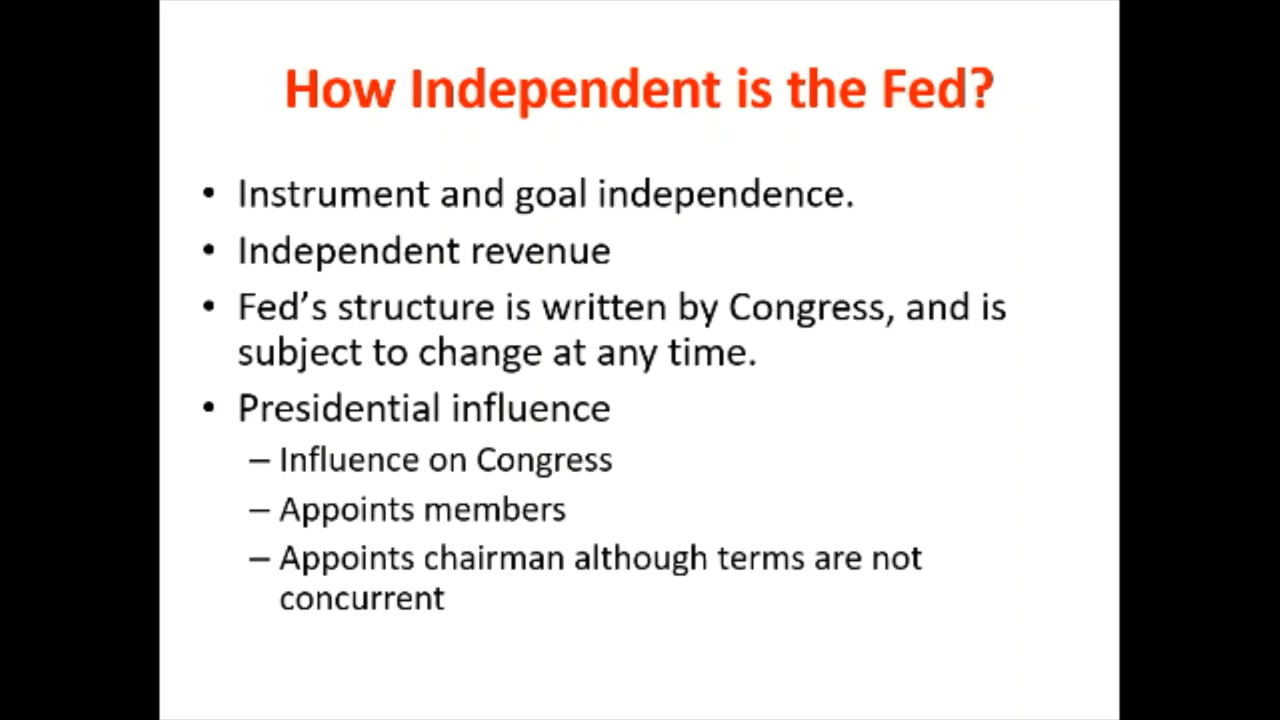 How Independent is the Fed?
• Instrument and goal independence.
• Independent revenue
• Fed’s structure is written by Congress, and is
subject to change at any time.
• Presidential influence
– Influence on Congress
– Appoints members
– Appoints chairman although terms are not
concurrent